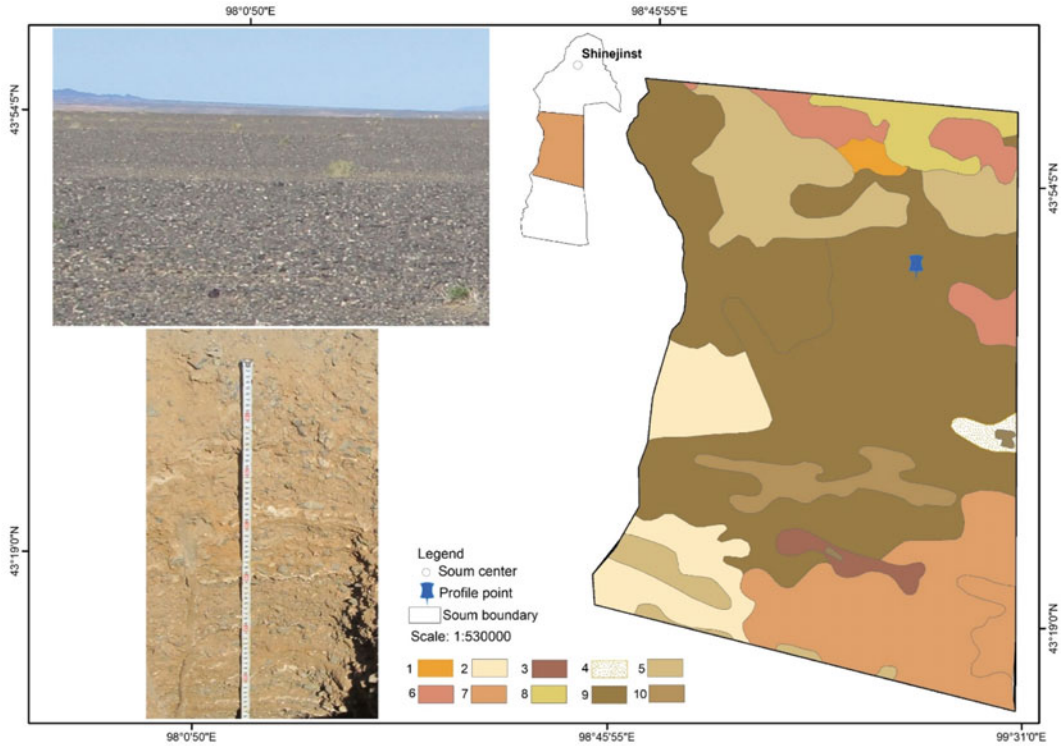 98°0'50"E
98°45'55"E
43°54'5"N
Shinejinst
43°54'5"N
43°19'0"N
Legend
Soum center
Profile point
Soum boundary
Scale: 1:530000
1 2 3 4 5
6 7 8 9 10
43°19'0"N
98°0'50"E
98°45'55"E
99°31'0"E